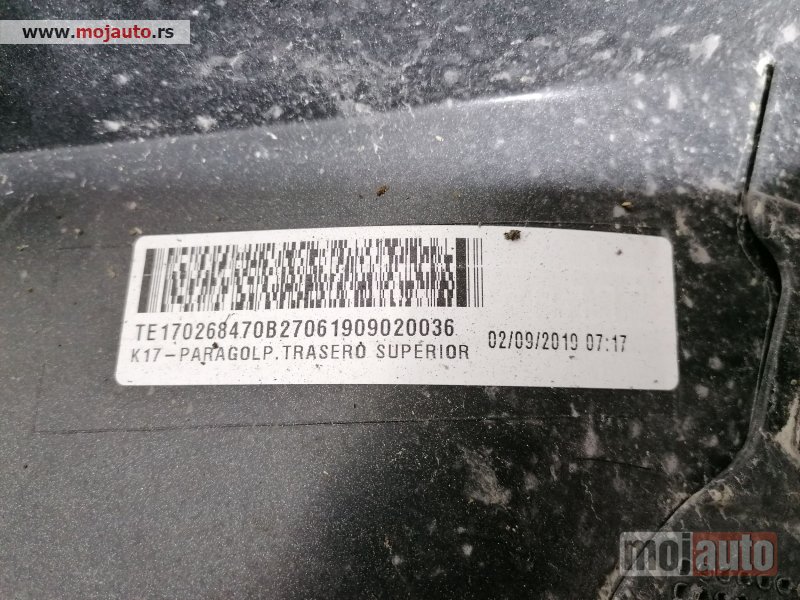 www.mojauto.rs
TE170268470B27061909020036
K17-PARAGOLP.TRASERO SUPERIOR
02/09/2019 07:17
mojauto